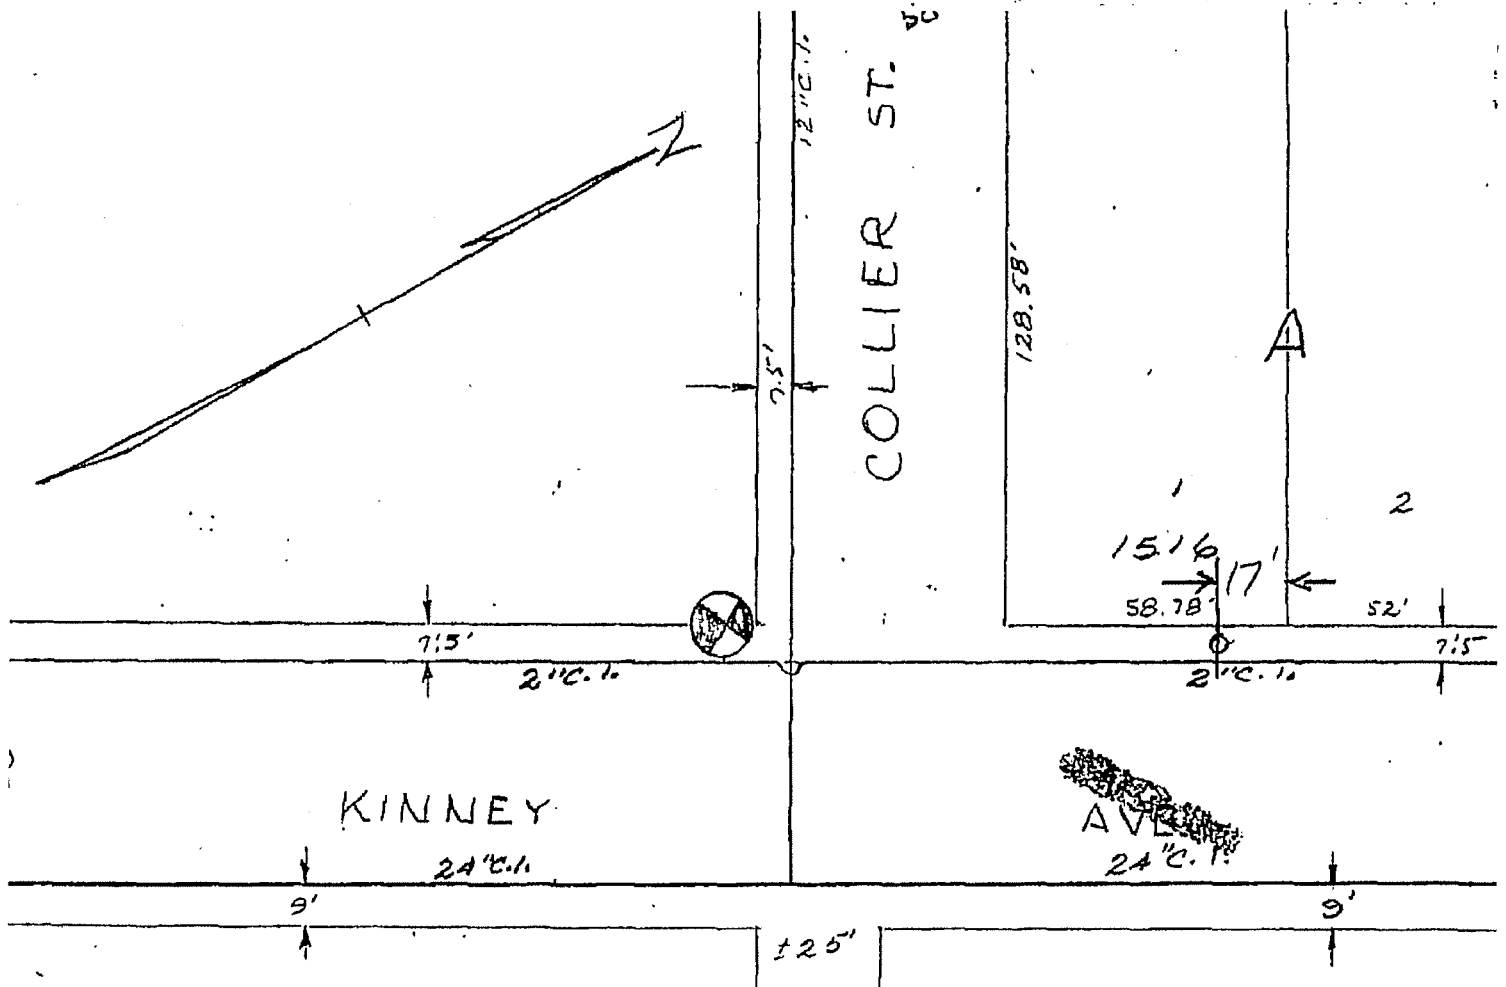 N
12"C.I.
COLLIER ST.
128.58'
A
7.5'
1
2
1516
17'
58.78'
52'
7.5'
7.5
2"C.I.
2"C.I.
KINNEY
AVE.
24"C.I.
24"C.I.
9'
9'
±25'